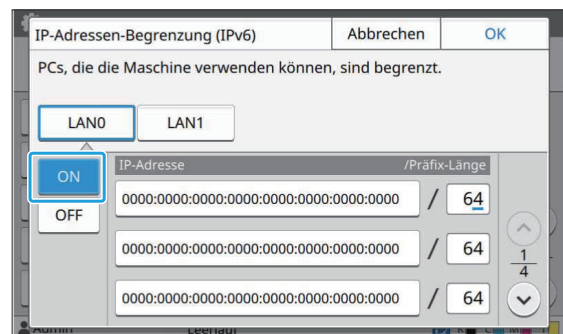 IP-Adressen-Begrenzung (IPv6) Abbrechen OK
PCs, die die Maschine verwenden können, sind begrenzt.
LAN0 LAN1
ON
OFF
IP-Adresse /Präfix-Länge
0000:0000:0000:0000:0000:0000:0000:0000 / 64
0000:0000:0000:0000:0000:0000:0000:0000 / 64
0000:0000:0000:0000:0000:0000:0000:0000 / 64
1
4
Admin Leerlauf